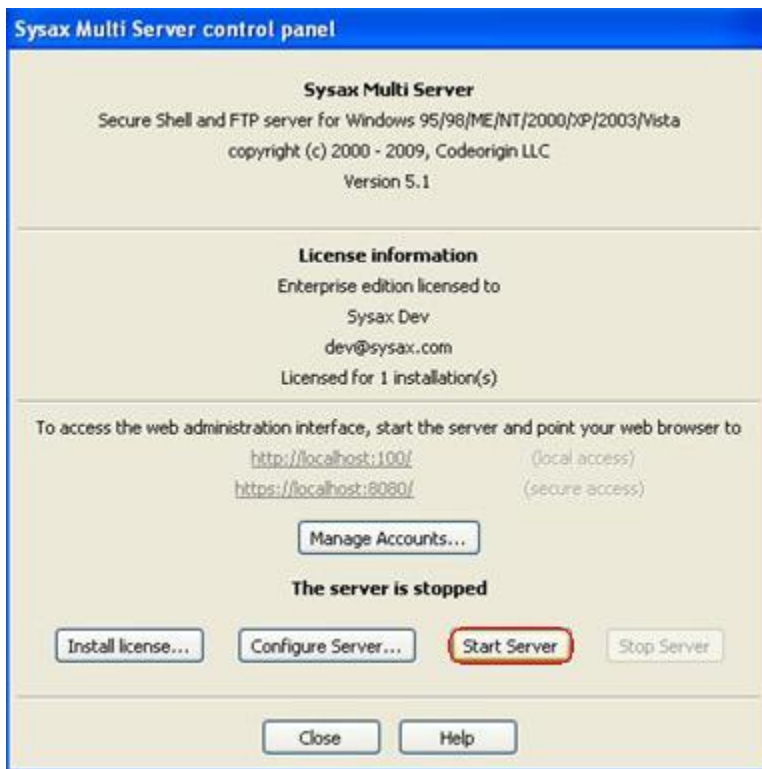 Sysax Multi Server control panel
Sysax Multi Server
Secure Shell and FTP server for Windows 95/98/ME/NT/2000/XP/2003/Vista
copyright (c) 2000 - 2009, Codeorigin LLC
Version 5.1
License information
Enterprise edition licensed to
Sysax Dev
dev@sysax.com
Licensed for 1 installation(s)
To access the web administration interface, start the server and point your web browser to
http://localhost:100/ (local access)
https://localhost:8080/ (secure access)
Manage Accounts...
The server is stopped
Install license... Configure Server... Start Server Stop Server
Close Help